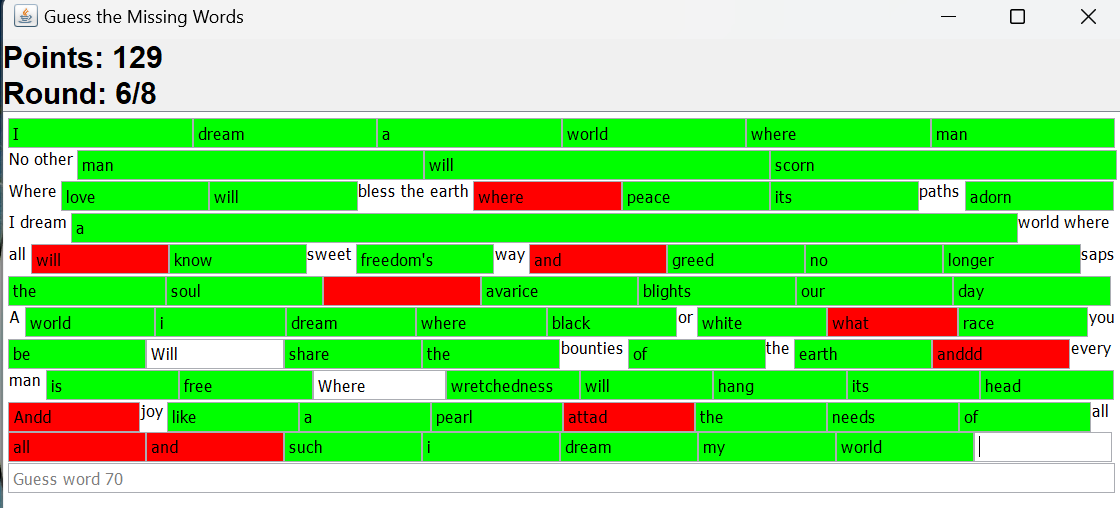 Guess the Missing Words
Points: 129
Round: 6/8
I dream a world where man
No other man will scorn
Where love will bless the earth where peace its paths adorn
I dream a world where
all will know sweet freedom's way and greed no longer saps
the soul avarice blights our day
A world i dream where black or white what race you
be Will share the bounties of the earth anddd every
man is free Where wretchedness will hang its head
Andd joy like a pearl attad the needs of all
all and such i dream my world
Guess word 70